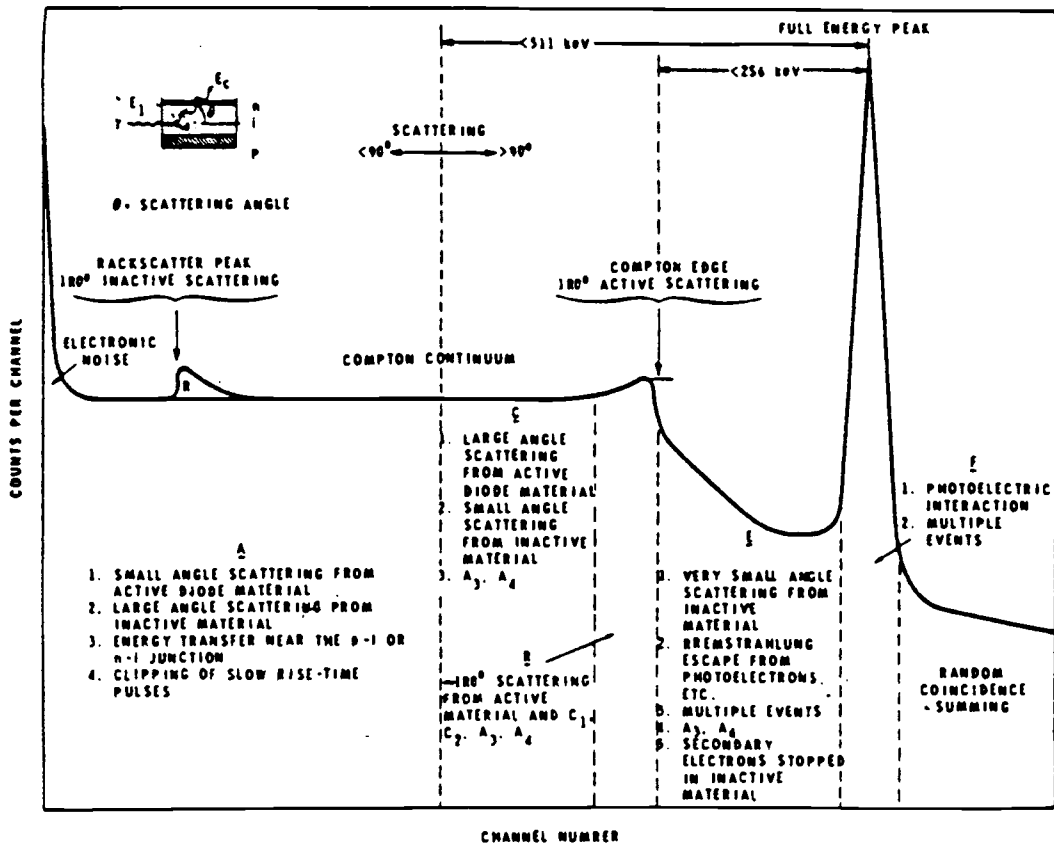 FULL ENERGY PEAK
<511 keV
<256 keV
E_c
E_1
θ
γ
n
i
p
SCATTERING
<90° >90°
θ- SCATTERING ANGLE
RACKSCATTER PEAK
180° INACTIVE SCATTERING
COMPTON EDGE
180° ACTIVE SCATTERING
ELECTRONIC
NOISE
R
COMPTON CONTINUUM
COUNTS PER CHANNEL
C
1. LARGE ANGLE
SCATTERING
FROM ACTIVE
DIODE MATERIAL
2. SMALL ANGLE
SCATTERING
FROM INACTIVE
MATERIAL
3. A3. A4
F
1. PHOTOELECTRIC
INTERACTION
2. MULTIPLE
EVENTS
A
1. SMALL ANGLE SCATTERING FROM
ACTIVE DIODE MATERIAL
2. LARGE ANGLE SCATTERING FROM
INACTIVE MATERIAL
3. ENERGY TRANSFER NEAR THE p-i OR
n-i JUNCTION
4. CLIPPING OF SLOW RISE-TIME
PULSES
E
1. VERY SMALL ANGLE
SCATTERING FROM
INACTIVE
MATERIAL
2. RREMSTRANLUNG
ESCAPE FROM
PHOTOELECTRONS,
ETC.
3. MULTIPLE EVENTS
4. A3. A4
5. SECONDARY
ELECTRONS STOPPED
IN INACTIVE
MATERIAL
R
~180° SCATTERING
FROM ACTIVE
MATERIAL AND C1,
C2, A3, A4
RANDOM
COINCIDENCE
-SUMMING
CHANNEL NUMRER